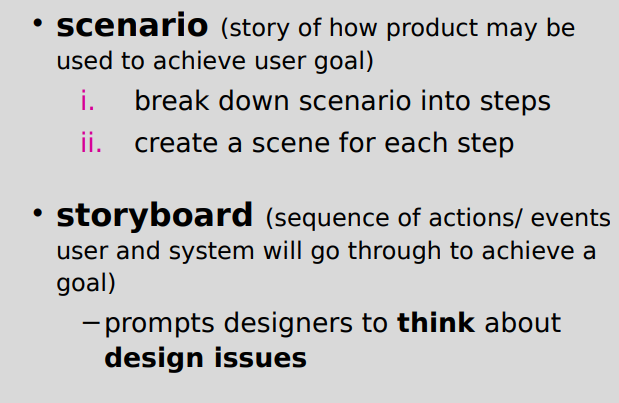 • scenario (story of how product may be
used to achieve user goal)
i. break down scenario into steps
ii. create a scene for each step
• storyboard (sequence of actions/ events
user and system will go through to achieve a
goal)
–prompts designers to think about
design issues